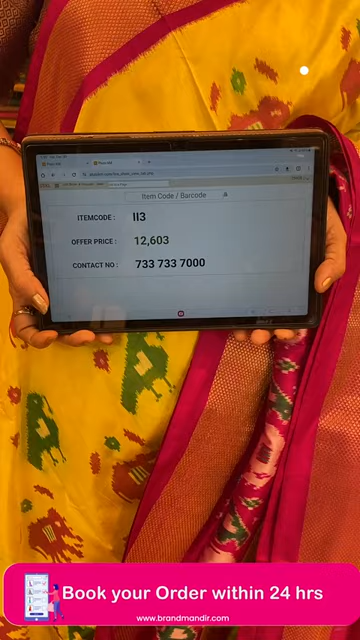 Item Code / Barcode
ITEMCODE : II3
OFFER PRICE : 12,603
CONTACT NO : 733 733 7000
Book your Order within 24 hrs
www.brandmandir.com